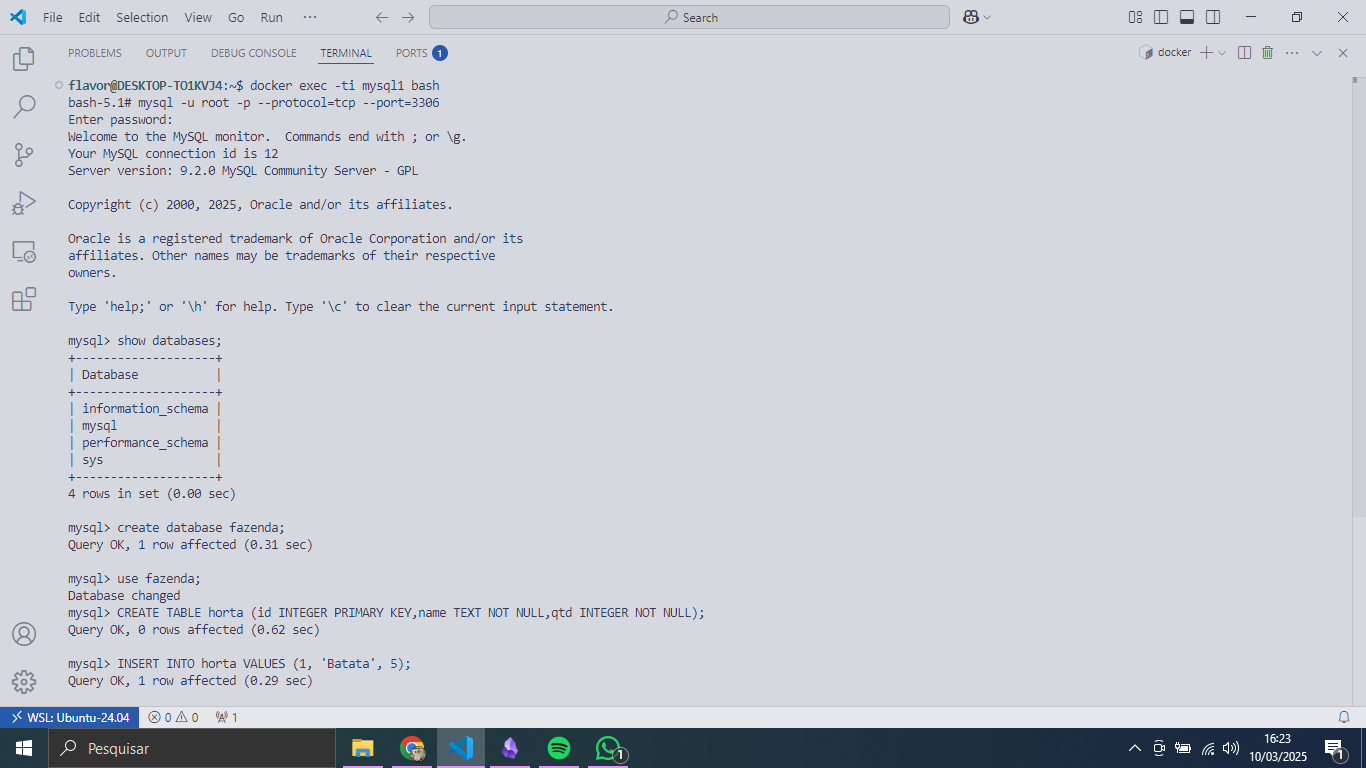 File Edit Selection View Go Run ··· Search
PROBLEMS OUTPUT DEBUG CONSOLE TERMINAL PORTS 1 docker
flavor@DESKTOP-TO1KVJ4:~$ docker exec -ti mysql1 bash
bash-5.1# mysql -u root -p --protocol=tcp --port=3306
Enter password:
Welcome to the MySQL monitor.  Commands end with ; or \g.
Your MySQL connection id is 12
Server version: 9.2.0 MySQL Community Server - GPL
Copyright (c) 2000, 2025, Oracle and/or its affiliates.
Oracle is a registered trademark of Oracle Corporation and/or its
affiliates. Other names may be trademarks of their respective
owners.
Type 'help;' or '\h' for help. Type '\c' to clear the current input statement.
mysql> show databases;
+--------------------+
| Database           |
+--------------------+
| information_schema |
| mysql              |
| performance_schema |
| sys                |
+--------------------+
4 rows in set (0.00 sec)
mysql> create database fazenda;
Query OK, 1 row affected (0.31 sec)
mysql> use fazenda;
Database changed
mysql> CREATE TABLE horta (id INTEGER PRIMARY KEY,name TEXT NOT NULL,qtd INTEGER NOT NULL);
Query OK, 0 rows affected (0.62 sec)
mysql> INSERT INTO horta VALUES (1, 'Batata', 5);
Query OK, 1 row affected (0.29 sec)
WSL: Ubuntu-24.04 0 0 1
Pesquisar 1 16:23
10/03/2025 1